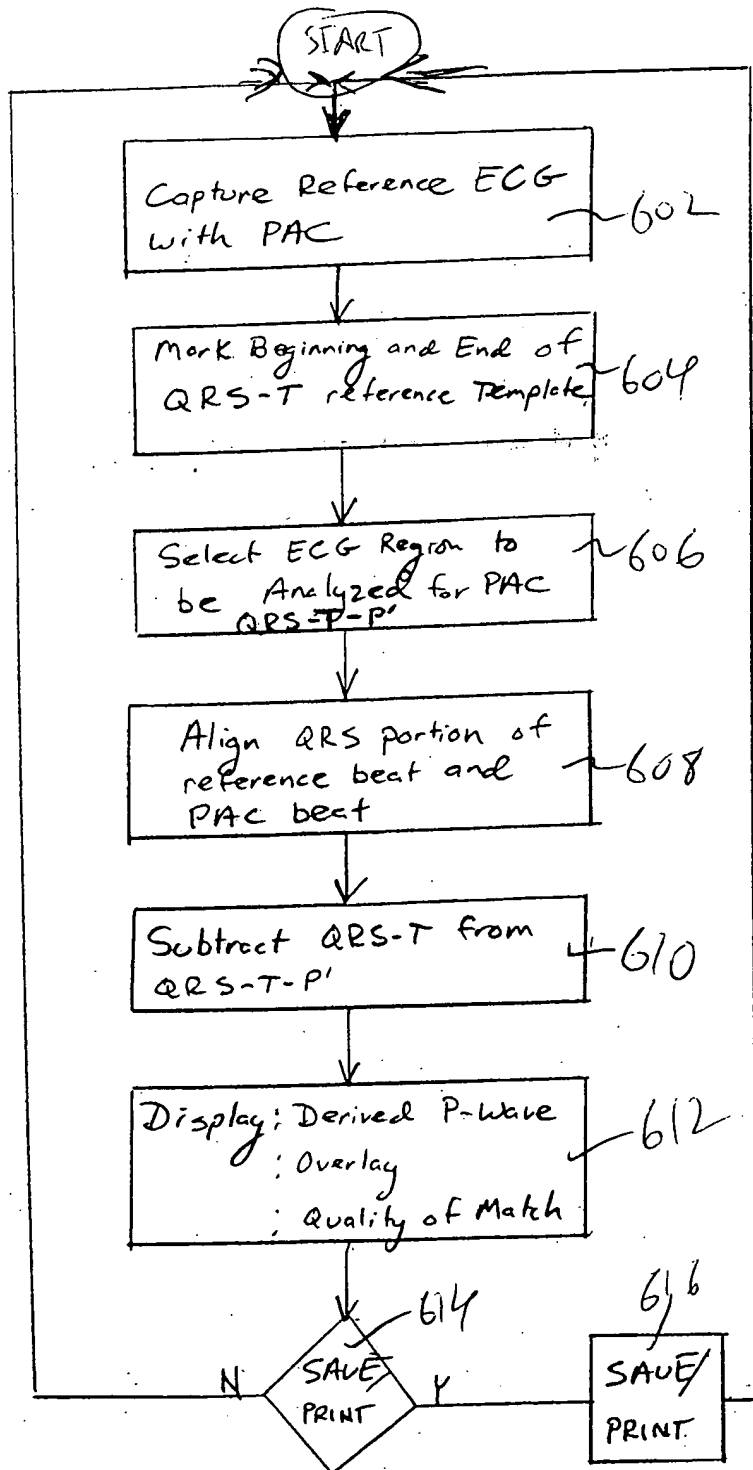 START
Capture Reference ECG
with PAC
602
Mark Beginning and End of
QRS-T reference Template
604
Select ECG Region to
be Analyzed for PAC
QRS-T-P'
606
Align QRS portion of
reference beat and
PAC beat
608
Subtract QRS-T from
QRS-T-P'
610
Display: Derived P-Wave
: Overlay
: Quality of Match
612
614
616
N
SAVE/
PRINT
Y
SAVE/
PRINT